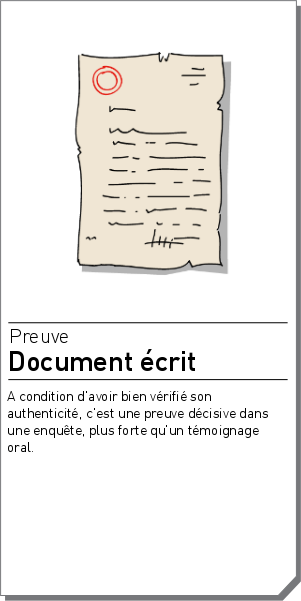 Preuve
Document écrit
A condition d'avoir bien vérifié son
authenticité, c'est une preuve décisive dans
une enquête, plus forte qu'un témoignage
oral.